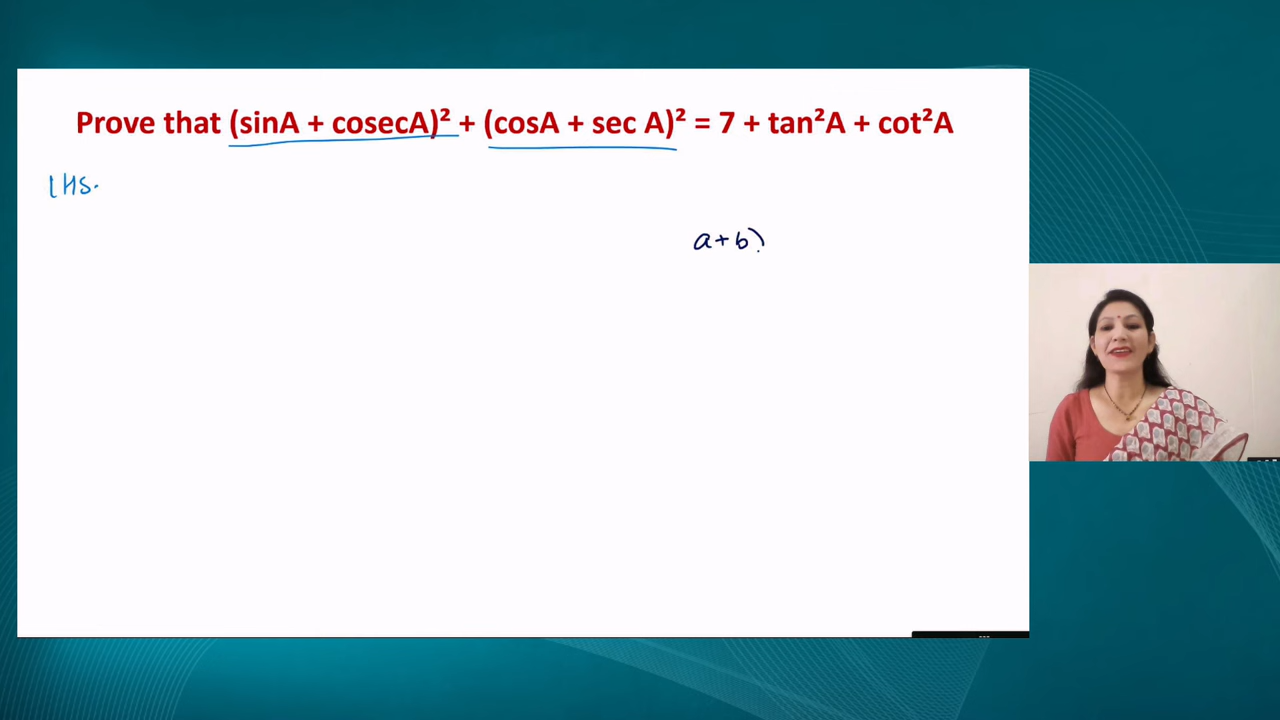 Prove that (sinA + cosecA)² + (cosA + sec A)² = 7 + tan²A + cot²A
LHS.
a+b)